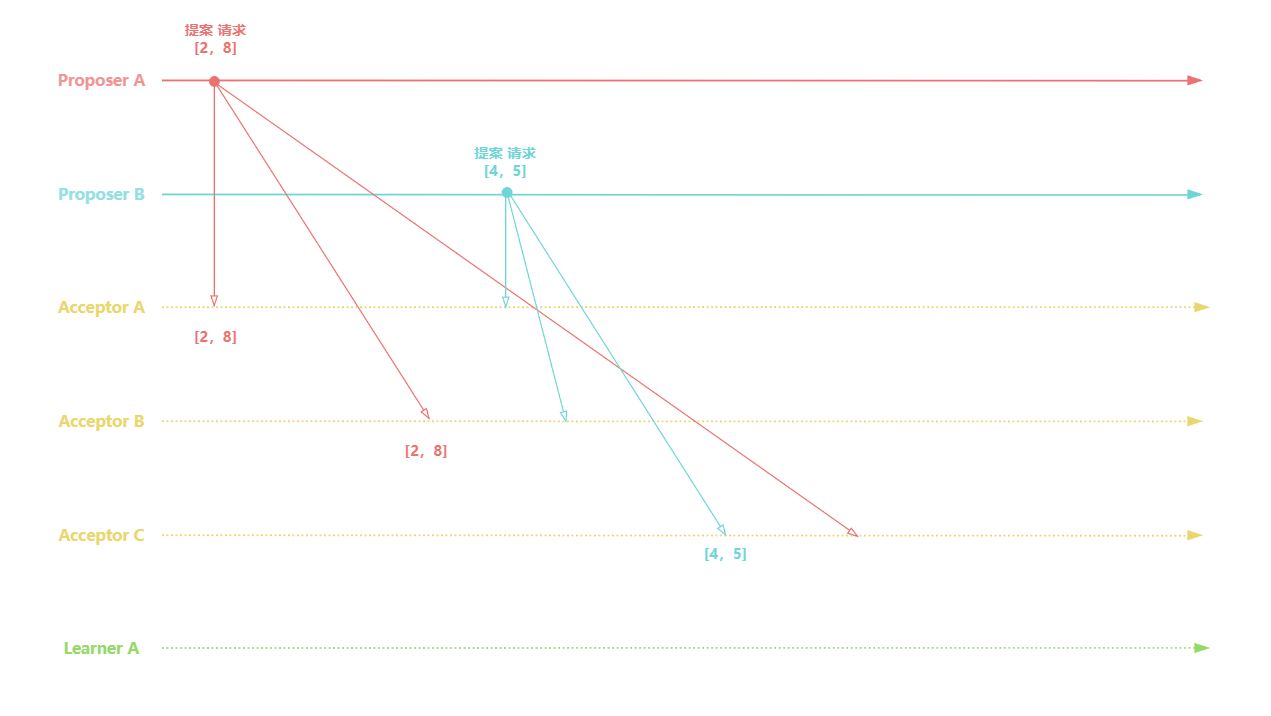 提案 请求
[2，8]
Proposer A
提案 请求
[4，5]
Proposer B
Acceptor A
[2，8]
Acceptor B
[2，8]
Acceptor C
[4，5]
Learner A